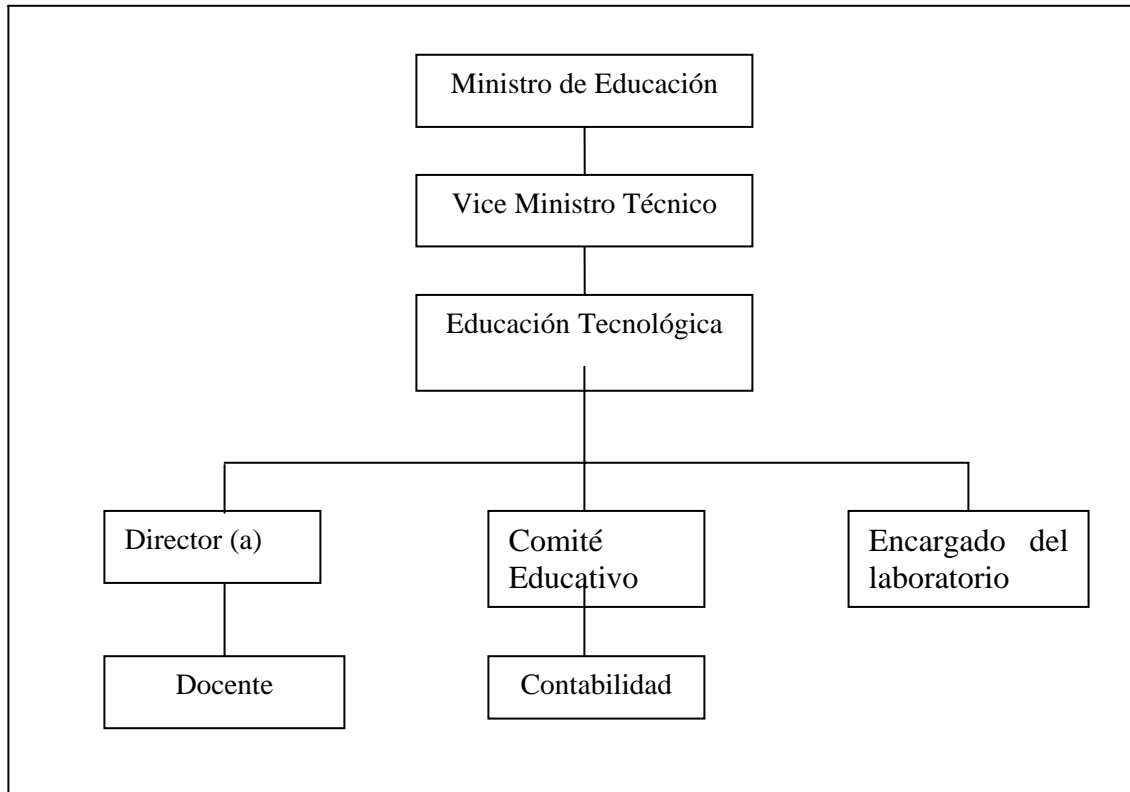 Ministro de Educación
Vice Ministro Técnico
Educación Tecnológica
Director (a)
Comité
Educativo
Encargado del
laboratorio
Docente
Contabilidad